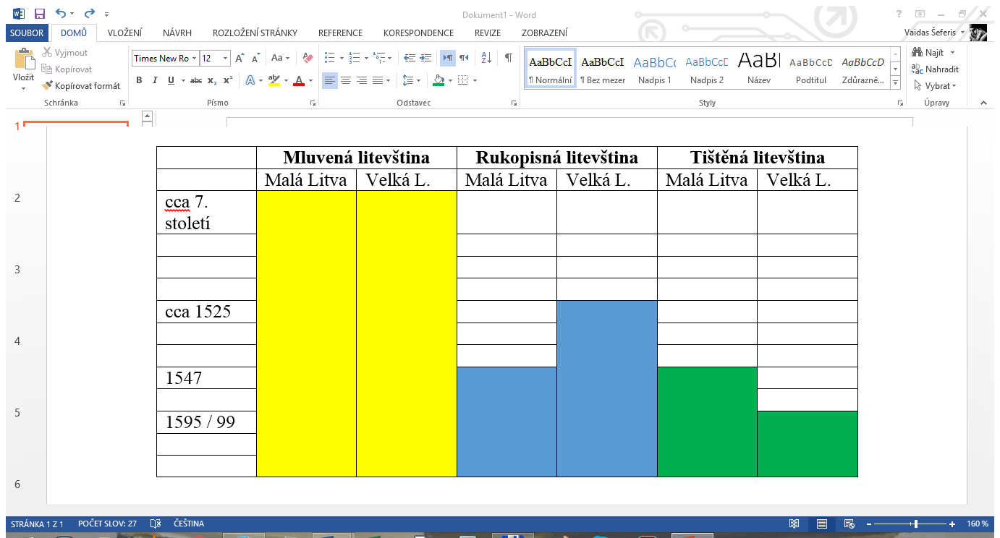 Dokument1 - Word
SOUBOR DOMŮ VLOŽENÍ NÁVRH ROZLOŽENÍ STRÁNKY REFERENCE KORESPONDENCE REVIZE ZOBRAZENÍ Vaidas Šeferis
Vložit
Vyjmout
Kopírovat
Kopírovat formát
Schránka
Times New Ro 12
Písmo
Odstavec
AaBbCcI AaBbCcI AaBbCc AaBbCcD AaBl AaBbCcD AaBbCcD
¶ Normální ¶ Bez mezer Nadpis 1 Nadpis 2 Název Podtitul Zdůrazně...
Styly
Najít
Nahradit
Vybrat
Úpravy
1
2
3
4
5
6
Mluvená litevština Rukopisná litevština Tištěná litevština
Malá Litva Velká L. Malá Litva Velká L. Malá Litva Velká L.
cca 7.
století
cca 1525
1547
1595 / 99
STRÁNKA 1 Z 1 POČET SLOV: 27 ČEŠTINA 160 %